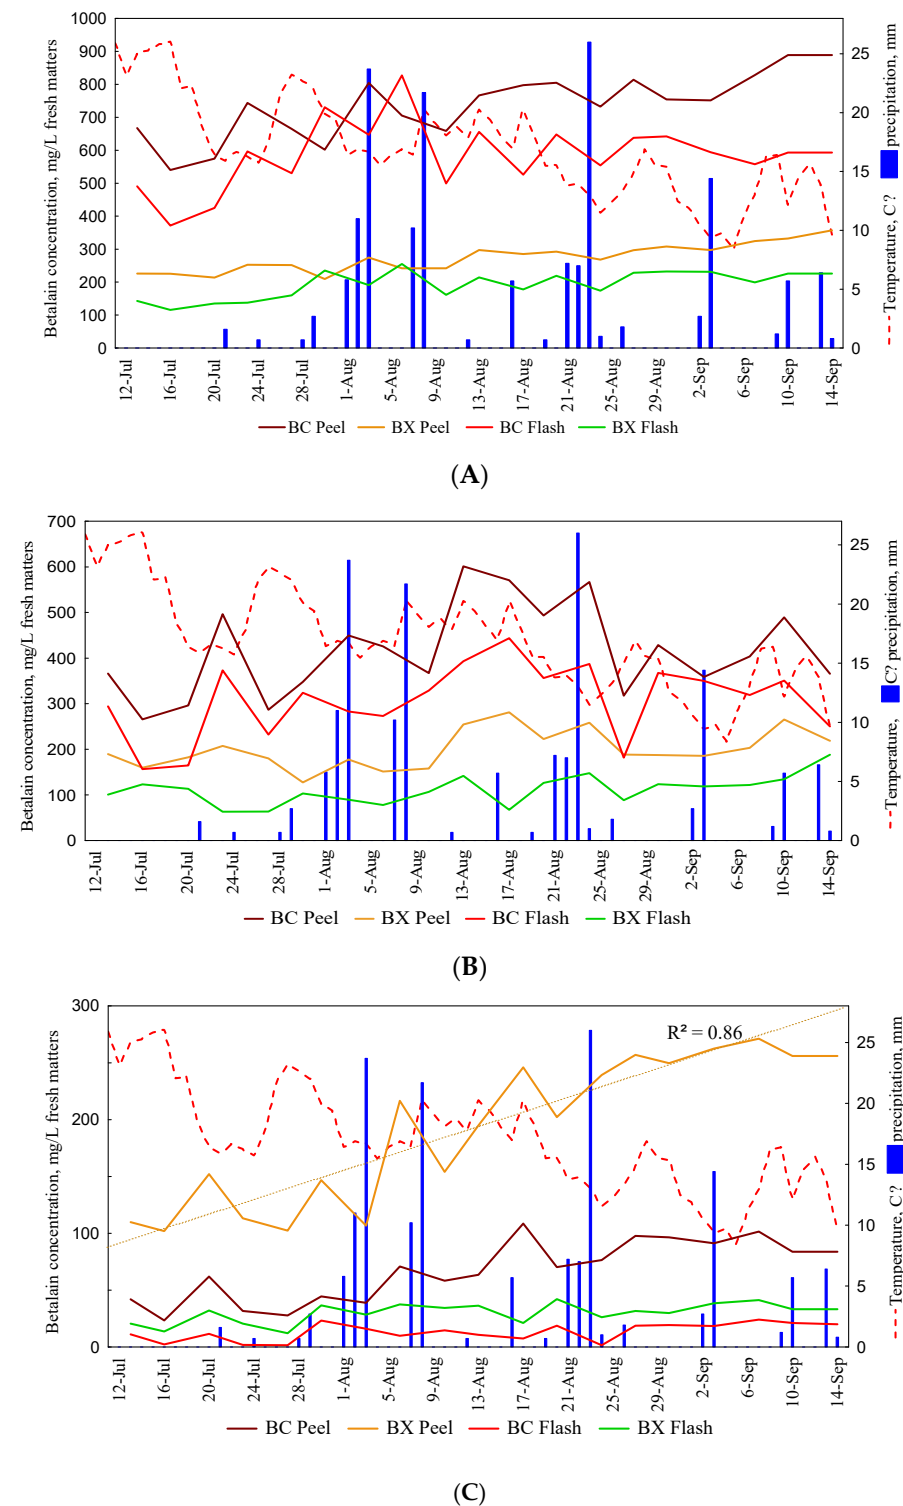 Betalain concentration, mg/L fresh matters
1000
900
800
700
600
500
400
300
200
100
0
25
20
15
10
5
0
Temperature, C?
precipitation, mm
12-Jul 16-Jul 20-Jul 24-Jul 28-Jul 1-Aug 5-Aug 9-Aug 13-Aug 17-Aug 21-Aug 25-Aug 29-Aug 2-Sep 6-Sep 10-Sep 14-Sep
BC Peel BX Peel BC Flash BX Flash
(A)
Betalain concentration, mg/L fresh matters
700
600
500
400
300
200
100
0
25
20
15
10
5
0
Temperature,
C? precipitation, mm
12-Jul 16-Jul 20-Jul 24-Jul 28-Jul 1-Aug 5-Aug 9-Aug 13-Aug 17-Aug 21-Aug 25-Aug 29-Aug 2-Sep 6-Sep 10-Sep 14-Sep
BC Peel BX Peel BC Flash BX Flash
(B)
Betalain concentration, mg/L fresh matters
300
200
100
0
R² = 0.86
25
20
15
10
5
0
Temperature, C?
precipitation, mm
12-Jul 16-Jul 20-Jul 24-Jul 28-Jul 1-Aug 5-Aug 9-Aug 13-Aug 17-Aug 21-Aug 25-Aug 29-Aug 2-Sep 6-Sep 10-Sep 14-Sep
BC Peel BX Peel BC Flash BX Flash
(C)